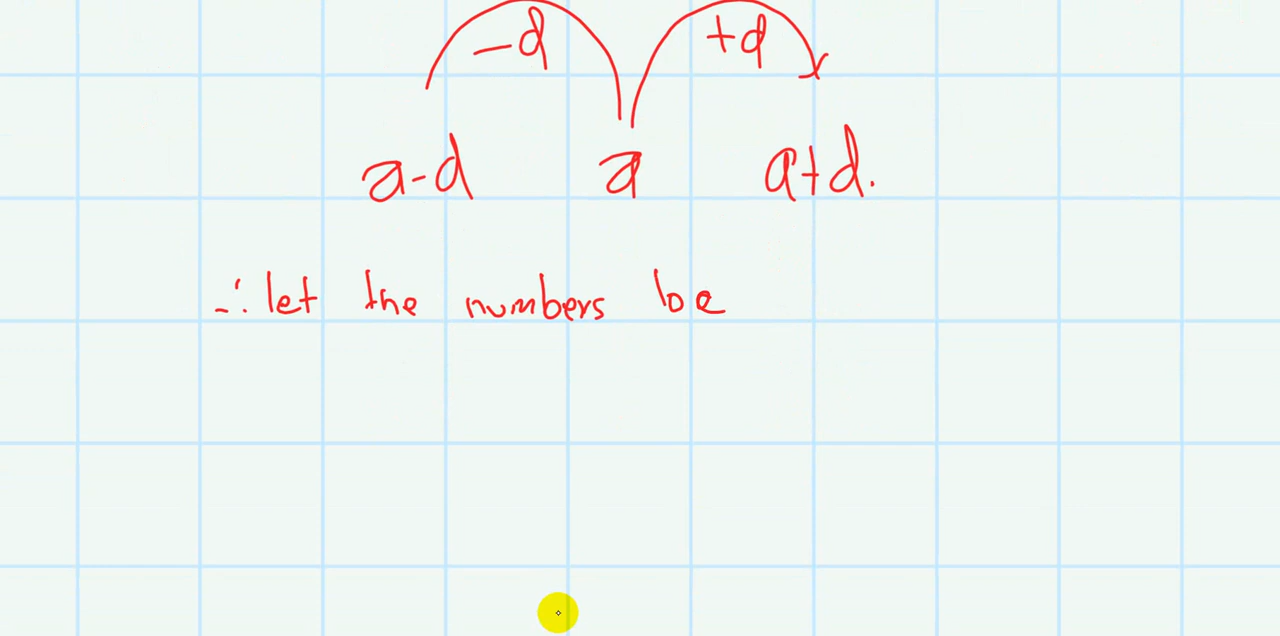 -d +d
a-d a a+d.
∴ let the numbers be